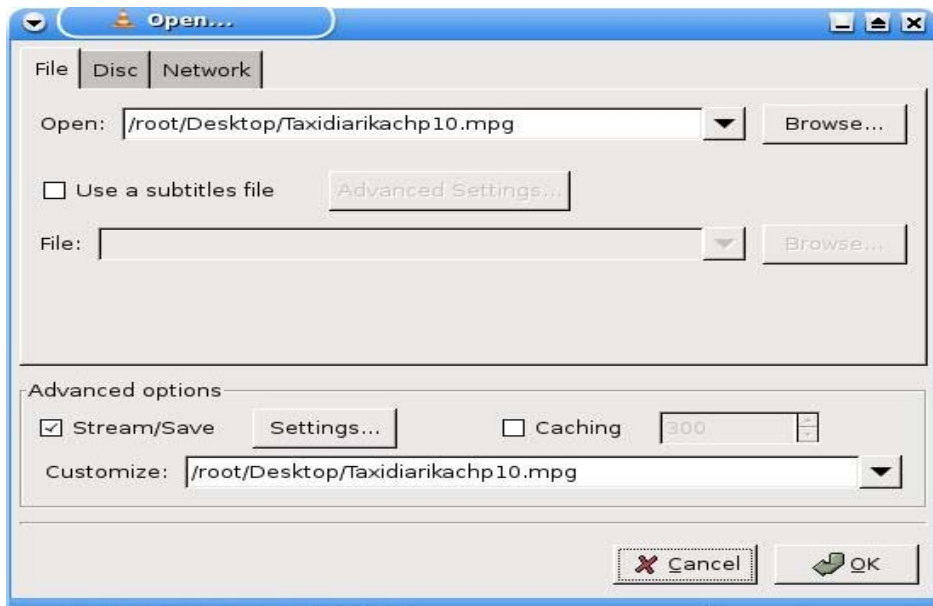 Open...
File Disc Network
Open: /root/Desktop/Taxidiarikachp10.mpg Browse...
Use a subtitles file Advanced Settings...
File: Browse...
Advanced options
Stream/Save Settings... Caching 300
Customize: /root/Desktop/Taxidiarikachp10.mpg
Cancel OK